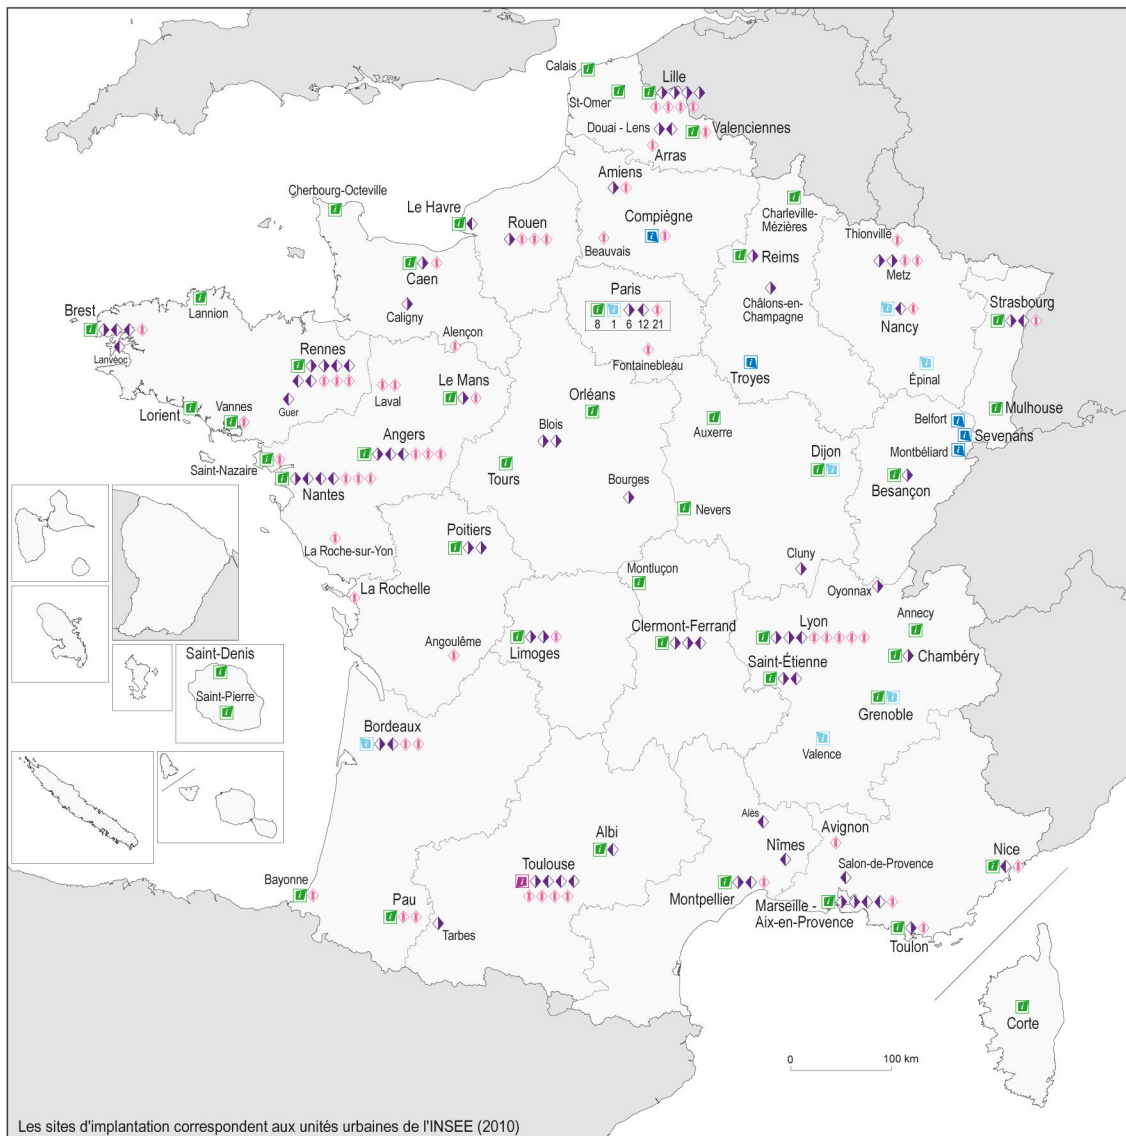 Calais
Lille
St-Omer
Douai - Lens
Valenciennes
Arras
Amiens
Cherbourg-Octeville
Le Havre
Rouen
Compiègne
Charleville-
Mézières
Thionville
Beauvais
Reims
Metz
Caen
Paris
Châlons-en-
Champagne
Lannion
Caligny
8 1 6 12 21
Nancy
Strasbourg
Brest
Alençon
Lanvéoc
Rennes
Fontainebleau
Troyes
Épinal
Le Mans
Laval
Orléans
Guer
Vannes
Lorient
Auxerre
Belfort
Mulhouse
Sevenans
Blois
Angers
Montbéliard
Dijon
Saint-Nazaire
Tours
Bourges
Besançon
Nantes
Nevers
Poitiers
La Roche-sur-Yon
Cluny
Montluçon
Oyonnax
La Rochelle
Annecy
Clermont-Ferrand
Lyon
Angoulême
Limoges
Chambéry
Saint-Denis
Saint-Étienne
Saint-Pierre
Grenoble
Bordeaux
Valence
Alès
Avignon
Albi
Nîmes
Nice
Toulouse
Salon-de-Provence
Bayonne
Montpellier
Pau
Marseille -
Aix-en-Provence
Tarbes
Toulon
Corte
0 100 km
Les sites d'implantation correspondent aux unités urbaines de l'INSEE (2010)